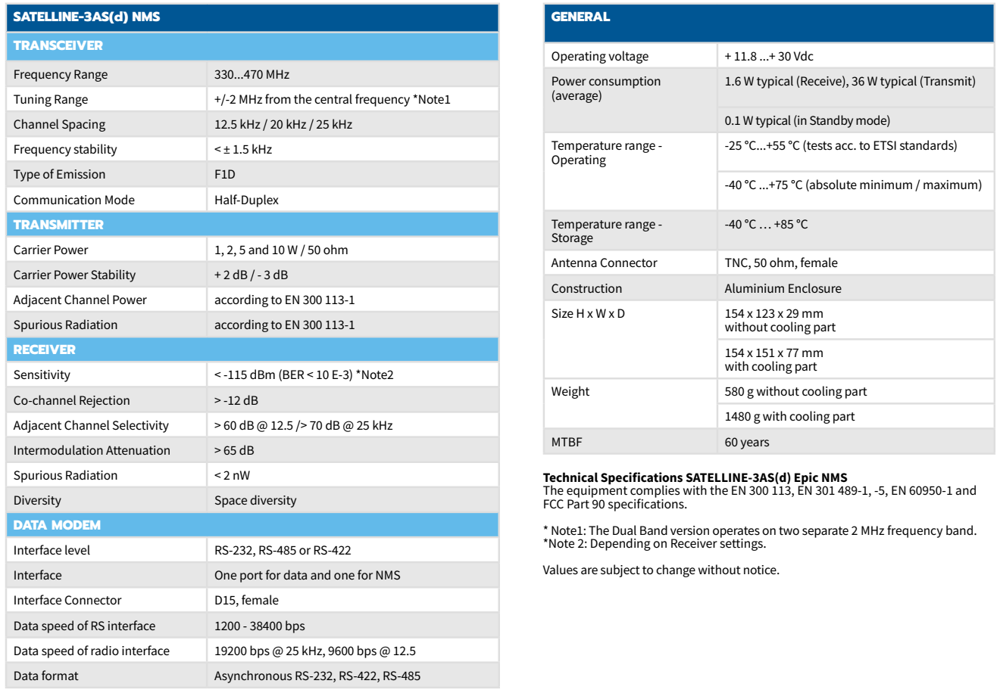 SATELLINE-3AS(d) NMS
TRANSCEIVER
Frequency Range 330...470 MHz
Tuning Range +/-2 MHz from the central frequency *Note1
Channel Spacing 12.5 kHz / 20 kHz / 25 kHz
Frequency stability < ± 1.5 kHz
Type of Emission F1D
Communication Mode Half-Duplex
TRANSMITTER
Carrier Power 1, 2, 5 and 10 W / 50 ohm
Carrier Power Stability + 2 dB / - 3 dB
Adjacent Channel Power according to EN 300 113-1
Spurious Radiation according to EN 300 113-1
RECEIVER
Sensitivity < -115 dBm (BER < 10 E-3) *Note2
Co-channel Rejection > -12 dB
Adjacent Channel Selectivity > 60 dB @ 12.5 /> 70 dB @ 25 kHz
Intermodulation Attenuation > 65 dB
Spurious Radiation < 2 nW
Diversity Space diversity
DATA MODEM
Interface level RS-232, RS-485 or RS-422
Interface One port for data and one for NMS
Interface Connector D15, female
Data speed of RS interface 1200 - 38400 bps
Data speed of radio interface 19200 bps @ 25 kHz, 9600 bps @ 12.5
Data format Asynchronous RS-232, RS-422, RS-485
GENERAL
Operating voltage + 11.8 ...+ 30 Vdc
Power consumption 1.6 W typical (Receive), 36 W typical (Transmit)
(average)
0.1 W typical (in Standby mode)
Temperature range - -25 °C...+55 °C (tests acc. to ETSI standards)
Operating
-40 °C ...+75 °C (absolute minimum / maximum)
Temperature range - -40 °C … +85 °C
Storage
Antenna Connector TNC, 50 ohm, female
Construction Aluminium Enclosure
Size H x W x D 154 x 123 x 29 mm
without cooling part
154 x 151 x 77 mm
with cooling part
Weight 580 g without cooling part
1480 g with cooling part
MTBF 60 years
Technical Specifications SATELLINE-3AS(d) Epic NMS
The equipment complies with the EN 300 113, EN 301 489-1, -5, EN 60950-1 and
FCC Part 90 specifications.
* Note1: The Dual Band version operates on two separate 2 MHz frequency band.
*Note 2: Depending on Receiver settings.
Values are subject to change without notice.